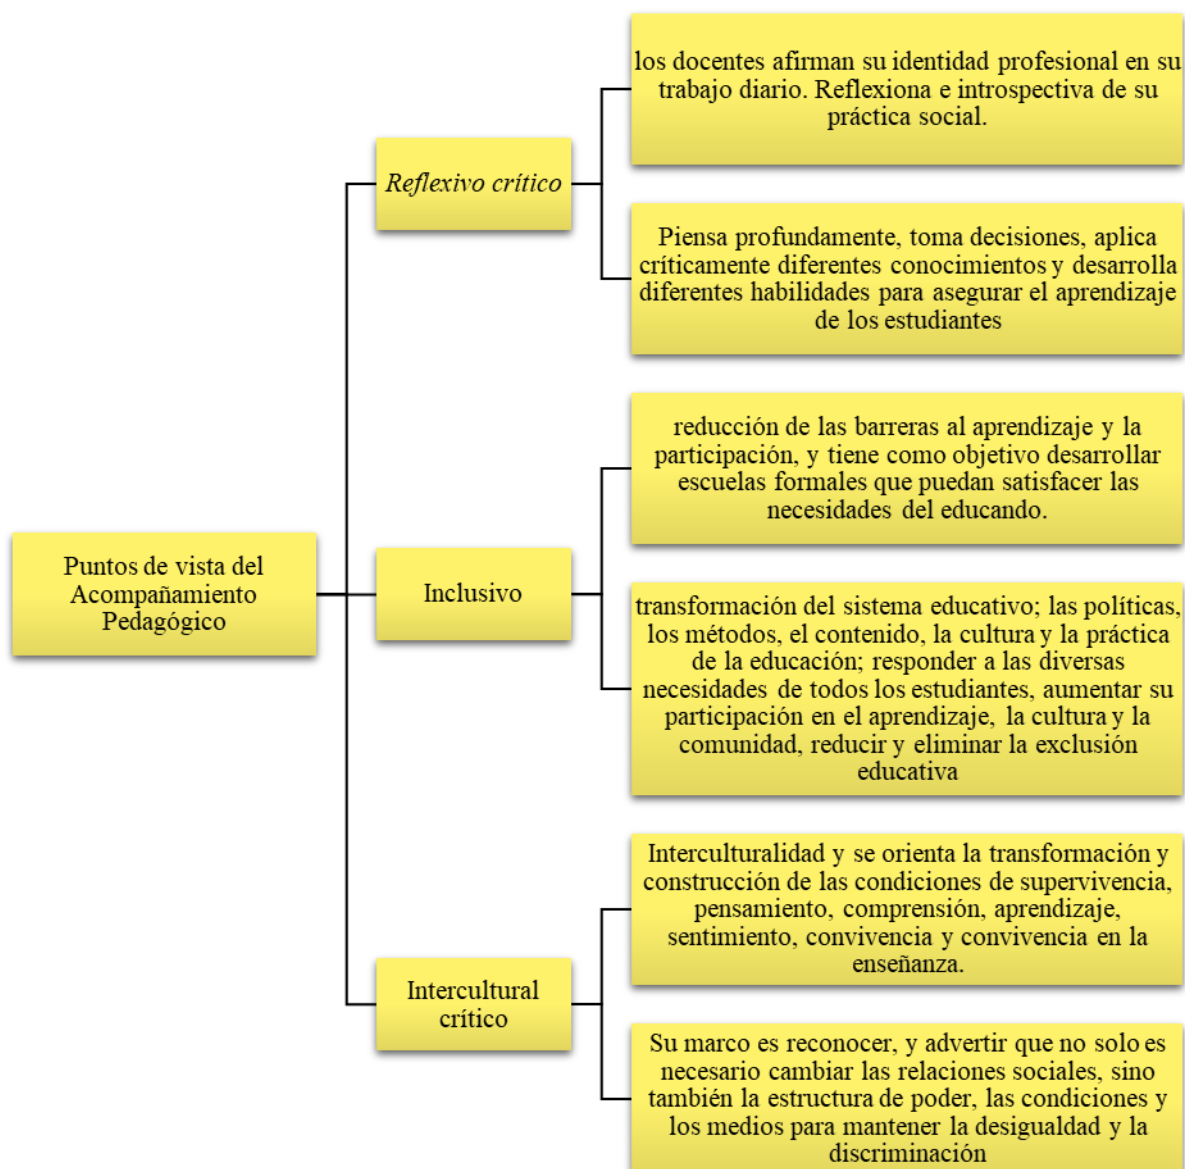 Puntos de vista del
Acompañamiento
Pedagógico
Reflexivo crítico
los docentes afirman su identidad profesional en su
trabajo diario. Reflexiona e introspectiva de su
práctica social.
Piensa profundamente, toma decisiones, aplica
críticamente diferentes conocimientos y desarrolla
diferentes habilidades para asegurar el aprendizaje
de los estudiantes
Inclusivo
reducción de las barreras al aprendizaje y la
participación, y tiene como objetivo desarrollar
escuelas formales que puedan satisfacer las
necesidades del educando.
transformación del sistema educativo; las políticas,
los métodos, el contenido, la cultura y la práctica
de la educación; responder a las diversas
necesidades de todos los estudiantes, aumentar su
participación en el aprendizaje, la cultura y la
comunidad, reducir y eliminar la exclusión
educativa
Intercultural
crítico
Interculturalidad y se orienta la transformación y
construcción de las condiciones de supervivencia,
pensamiento, comprensión, aprendizaje,
sentimiento, convivencia y convivencia en la
enseñanza.
Su marco es reconocer, y advertir que no solo es
necesario cambiar las relaciones sociales, sino
también la estructura de poder, las condiciones y
los medios para mantener la desigualdad y la
discriminación